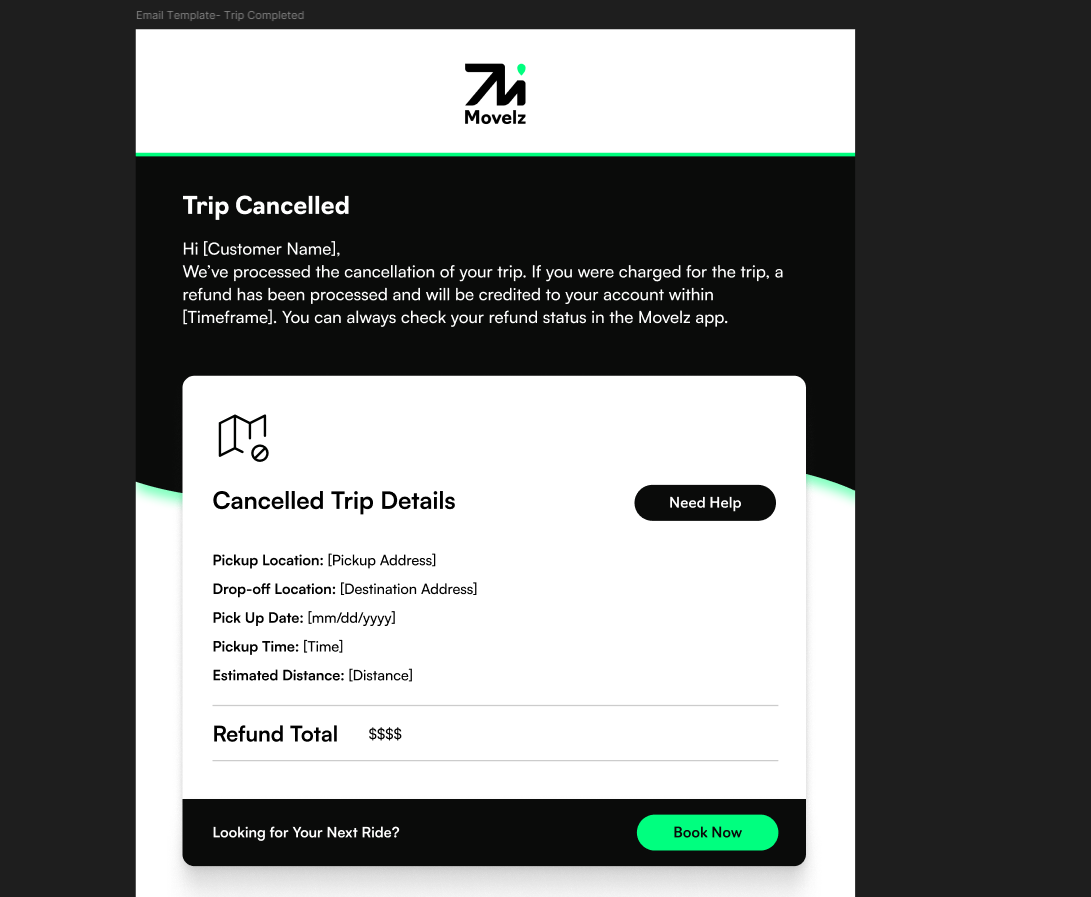 Email Template- Trip Completed
Movelz
Trip Cancelled
Hi [Customer Name],
We’ve processed the cancellation of your trip. If you were charged for the trip, a
refund has been processed and will be credited to your account within
[Timeframe]. You can always check your refund status in the Movelz app.
Cancelled Trip Details
Need Help
Pickup Location: [Pickup Address]
Drop-off Location: [Destination Address]
Pick Up Date: [mm/dd/yyyy]
Pickup Time: [Time]
Estimated Distance: [Distance]
Refund Total $$$$
Looking for Your Next Ride?
Book Now